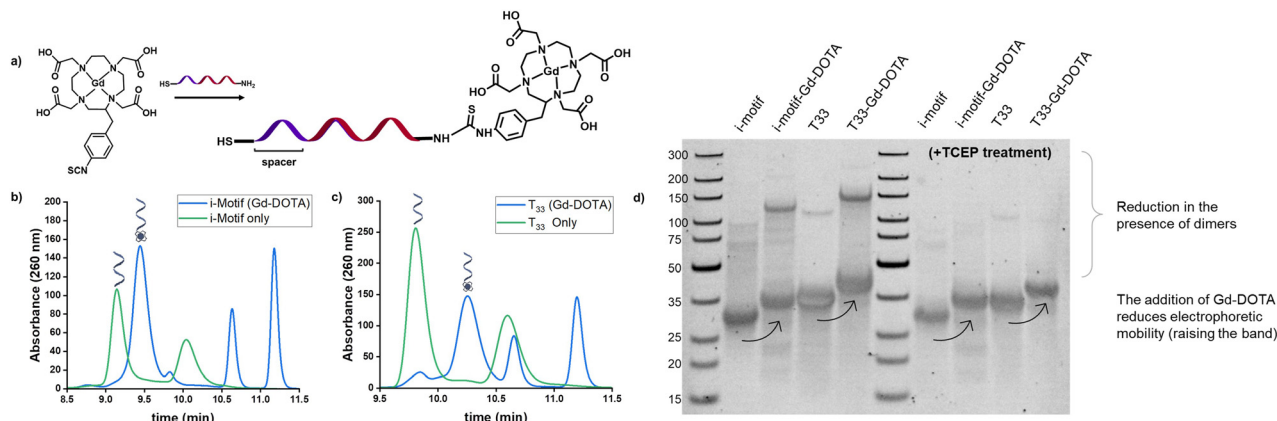 a)
HO
O
OH
O
N
N
Gd
N
N
O
HO
O
OH
SCN
HS
NH₂
HS
spacer
NH
S
NH
HO
O
O
OH
N
N
Gd
N
N
HO
O
O
OH
b)
i-Motif (Gd-DOTA)
i-Motif only
Absorbance (260 nm)
200
180
160
140
120
100
80
60
40
20
0
8.5 9.0 9.5 10.0 10.5 11.0 11.5
time (min)
c)
T₃₃ (Gd-DOTA)
T₃₃ Only
Absorbance (260 nm)
300
250
200
150
100
50
0
9.5 10.0 10.5 11.0 11.5
time (min)
d)
i-motif
i-motif-Gd-DOTA
T33
T33-Gd-DOTA
i-motif
i-motif-Gd-DOTA
T33
T33-Gd-DOTA
(+TCEP treatment)
300
200
150
100
75
50
35
25
20
15
Reduction in the
presence of dimers
The addition of Gd-DOTA
reduces electrophoretic
mobility (raising the band)